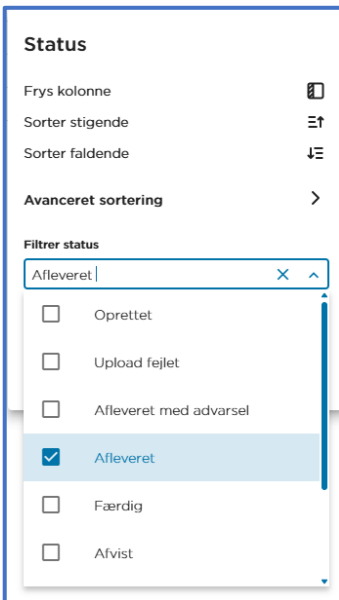 Status
Frys kolonne
Sorter stigende
Sorter faldende
Avanceret sortering
Filtrer status
Afleveret
Oprettet
Upload fejlet
Afleveret med advarsel
Afleveret
Færdig
Afvist